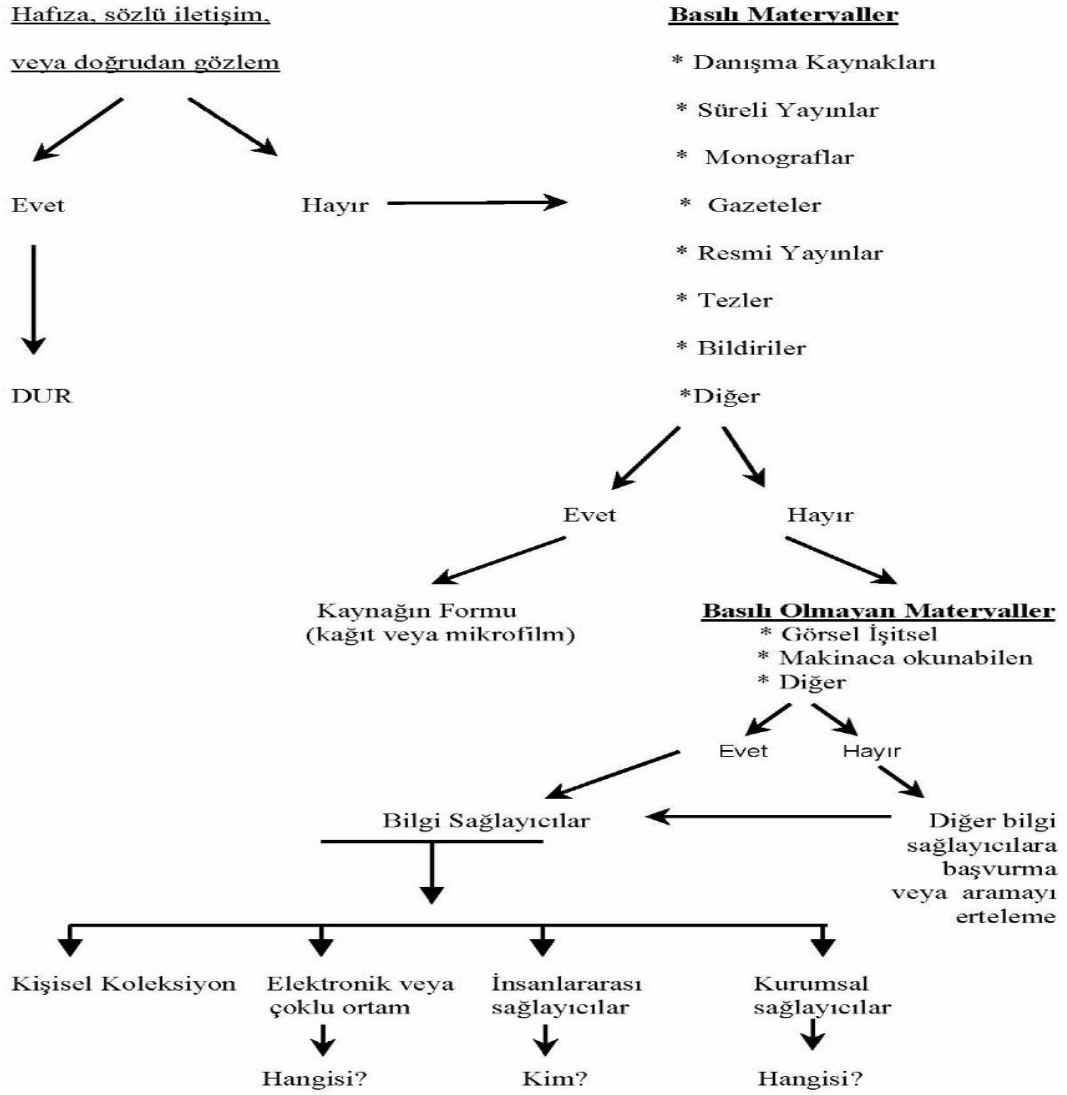 Hafıza, sözlü iletişim,
veya doğrudan gözlem
Evet
Hayır
DUR
Basılı Materyaller
* Danışma Kaynakları
* Süreli Yayınlar
* Monograflar
* Gazeteler
* Resmi Yayınlar
* Tezler
* Bildiriler
*Diğer
Evet
Hayır
Kaynağın Formu
(kağıt veya mikrofilm)
Basılı Olmayan Materyaller
* Görsel İşitsel
* Makinaca okunabilen
* Diğer
Evet
Hayır
Bilgi Sağlayıcılar
Diğer bilgi
sağlayıcılara
başvurma
veya aramayı
erteleme
Kişisel Koleksiyon
Elektronik veya
çoklu ortam
İnsanlararası
sağlayıcılar
Kurumsal
sağlayıcılar
Hangisi?
Kim?
Hangisi?